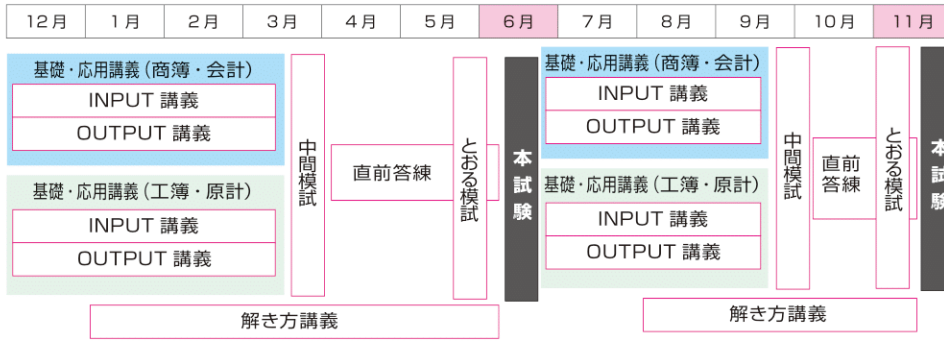 12月 1月 2月 3月 4月 5月 6月 7月 8月 9月 10月 11月
基礎・応用講義(商簿・会計)
INPUT 講義
OUTPUT 講義
基礎・応用講義(工簿・原計)
INPUT 講義
OUTPUT 講義
中間模試
直前答練
とおる模試
本試験
解き方講義
基礎・応用講義(商簿・会計)
INPUT 講義
OUTPUT 講義
基礎・応用講義(工簿・原計)
INPUT 講義
OUTPUT 講義
中間模試
直前
答練
とおる模試
本試験
解き方講義